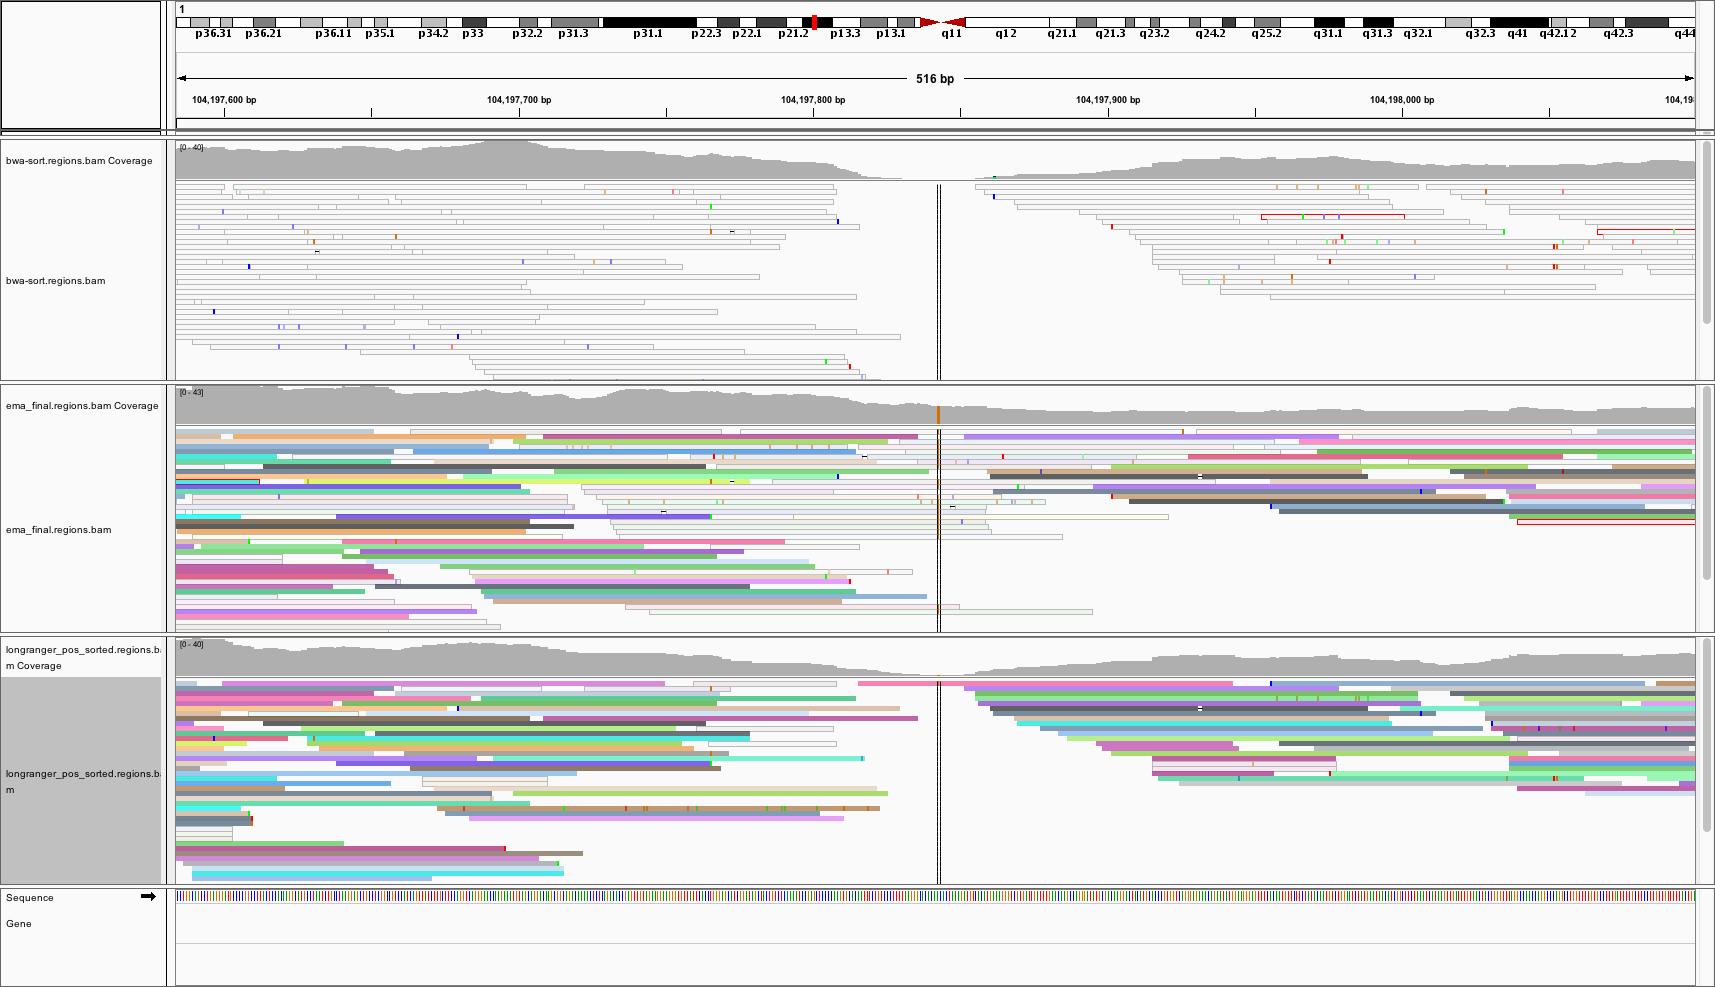 1
p36.31 p36.21 p36.11 p35.1 p34.2 p33 p32.2 p31.3 p31.1 p22.3 p22.1 p21.2 p13.3 p13.1 q11 q12 q21.1 q21.3 q23.2 q24.2 q25.2 q31.1 q31.3 q32.1 q32.3 q41 q42.12 q42.3 q44
516 bp
104,197,600 bp 104,197,700 bp 104,197,800 bp 104,197,900 bp 104,198,000 bp 104,198
[0 - 40]
bwa-sort.regions.bam Coverage
bwa-sort.regions.bam
[0 - 43]
ema_final.regions.bam Coverage
ema_final.regions.bam
[0 - 40]
longranger_pos_sorted.regions.ba
m Coverage
longranger_pos_sorted.regions.ba
m
Sequence
Gene